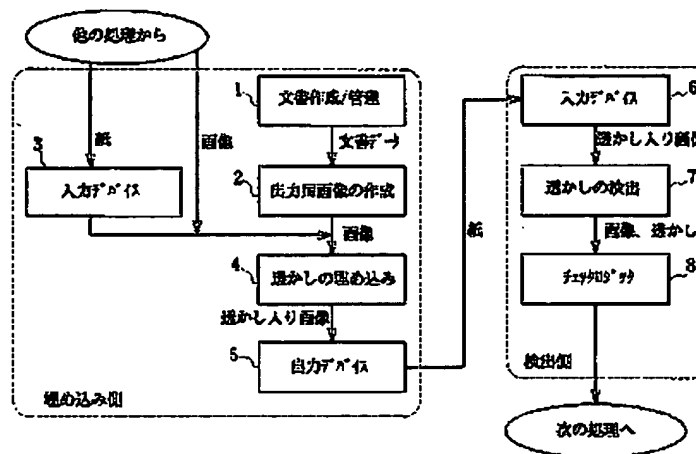 他の処理から
紙
画像
1
文書作成/管理
文書データ
2
出力用画像の作成
3
入力デバイス
画像
4
透かしの埋め込み
透かし入り画像
5
出力デバイス
埋め込み側
紙
6
入力デバイス
透かし入り画像
7
透かしの検出
画像、透かし
8
チェックロジック
検出側
次の処理へ